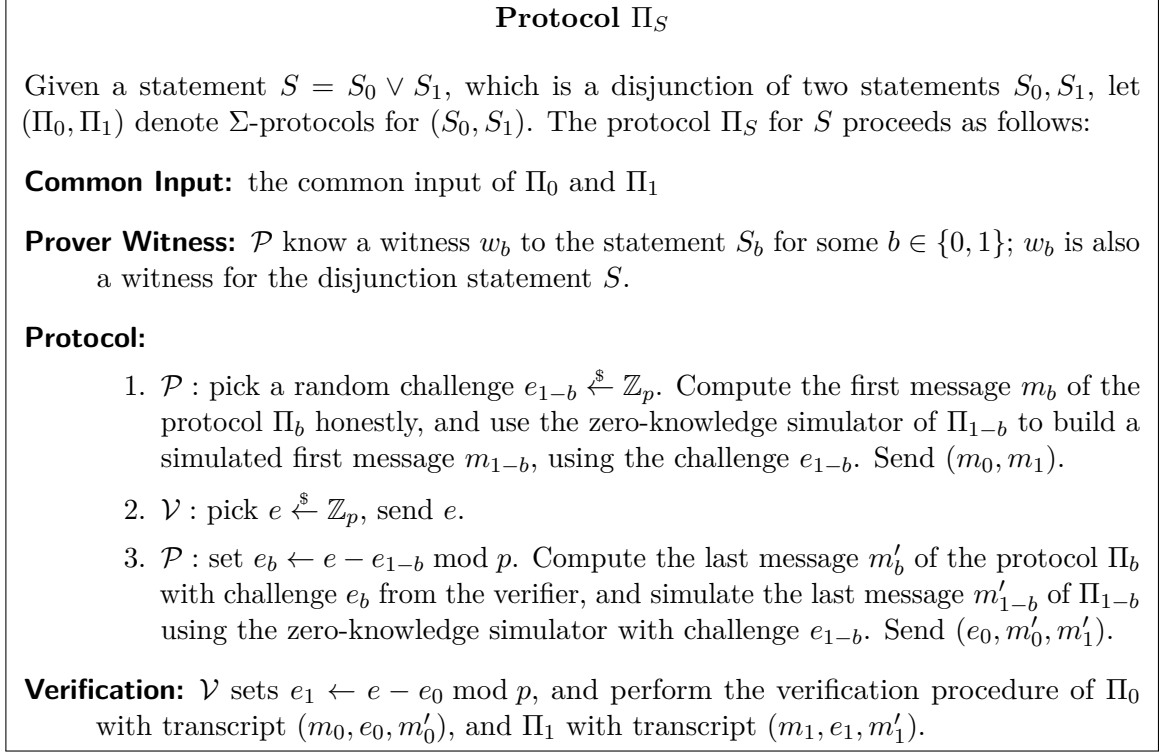 Protocol Π_S
Given a statement S = S_0 ∨ S_1, which is a disjunction of two statements S_0, S_1, let
(Π_0, Π_1) denote Σ-protocols for (S_0, S_1). The protocol Π_S for S proceeds as follows:
Common Input: the common input of Π_0 and Π_1
Prover Witness: 𝒫 know a witness w_b to the statement S_b for some b ∈ {0, 1}; w_b is also
a witness for the disjunction statement S.
Protocol:
1. 𝒫 : pick a random challenge e_{1−b} ←$ ℤ_p. Compute the first message m_b of the
protocol Π_b honestly, and use the zero-knowledge simulator of Π_{1−b} to build a
simulated first message m_{1−b}, using the challenge e_{1−b}. Send (m_0, m_1).
2. 𝒱 : pick e ←$ ℤ_p, send e.
3. 𝒫 : set e_b ← e − e_{1−b} mod p. Compute the last message m′_b of the protocol Π_b
with challenge e_b from the verifier, and simulate the last message m′_{1−b} of Π_{1−b}
using the zero-knowledge simulator with challenge e_{1−b}. Send (e_0, m′_0, m′_1).
Verification: 𝒱 sets e_1 ← e − e_0 mod p, and perform the verification procedure of Π_0
with transcript (m_0, e_0, m′_0), and Π_1 with transcript (m_1, e_1, m′_1).